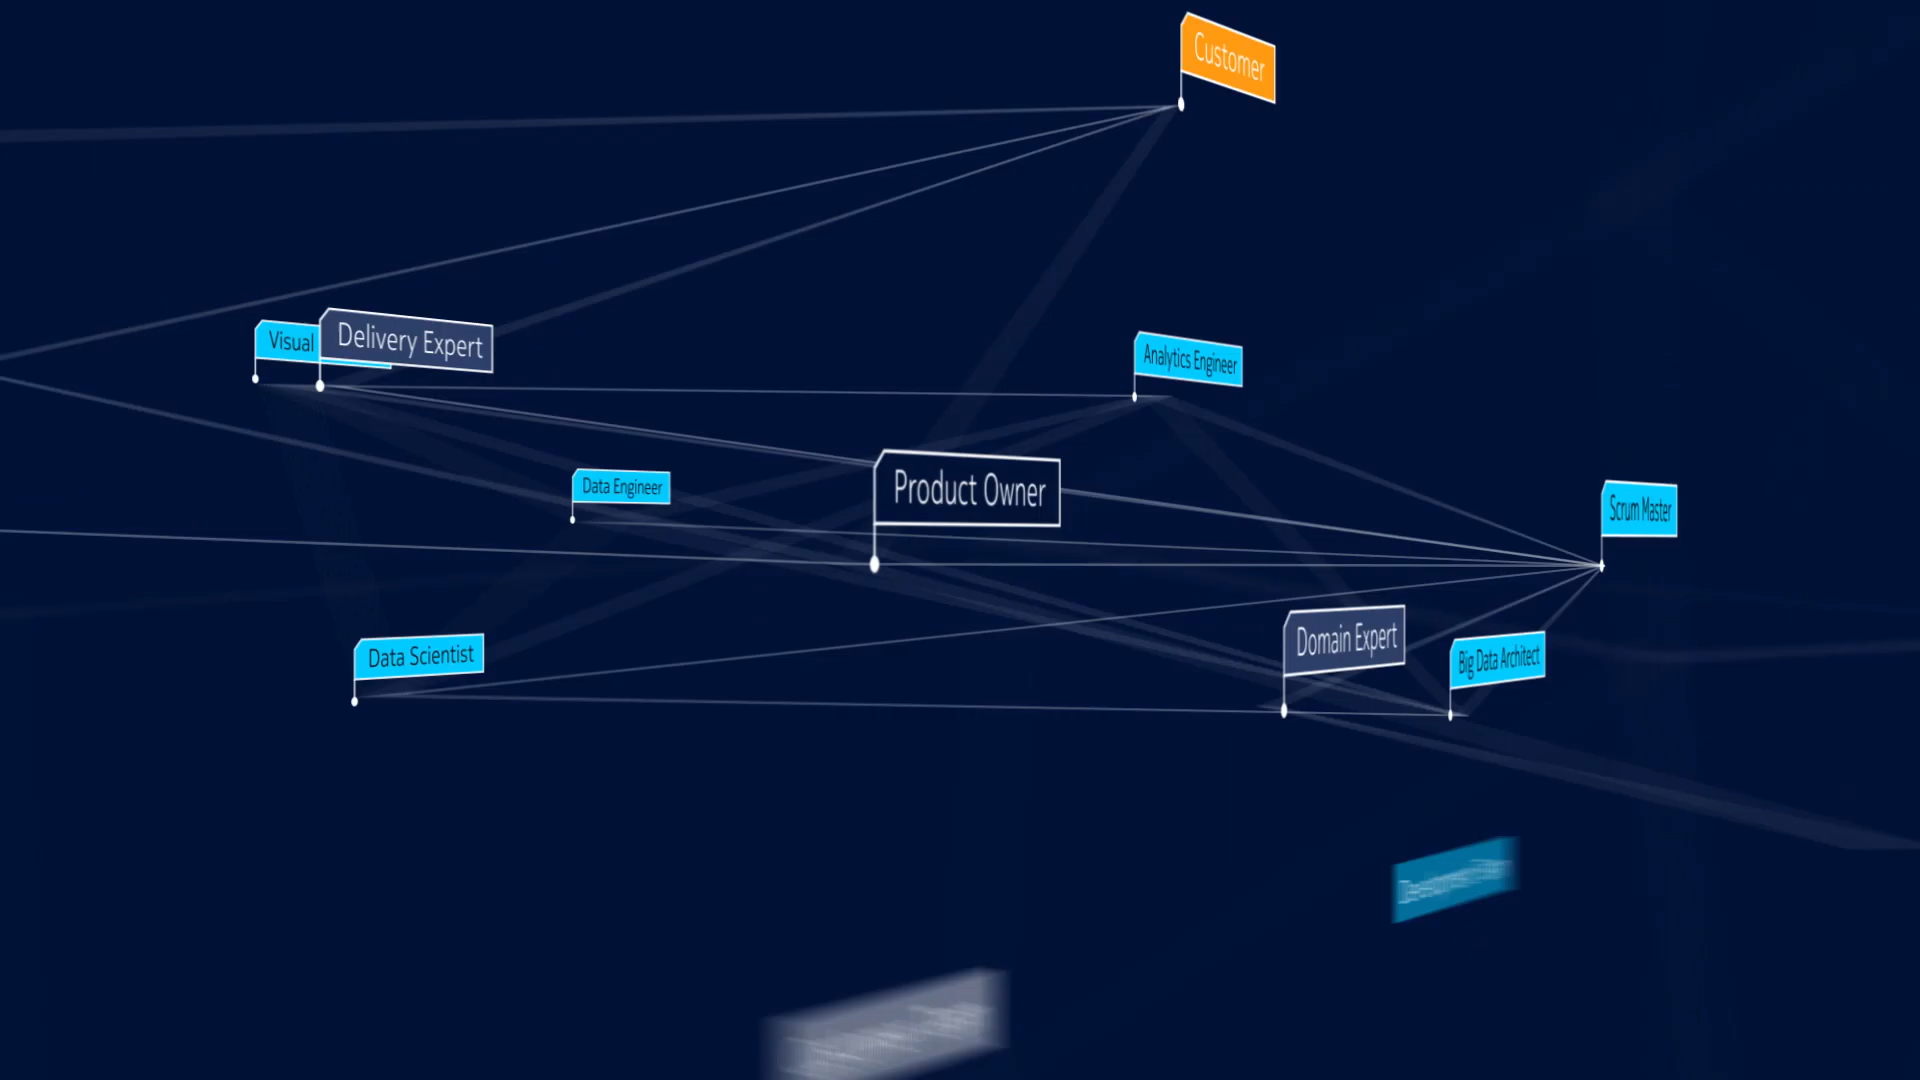 Customer
Visual
Delivery Expert
Analytics Engineer
Data Engineer
Product Owner
Scrum Master
Domain Expert
Data Scientist
Big Data Architect